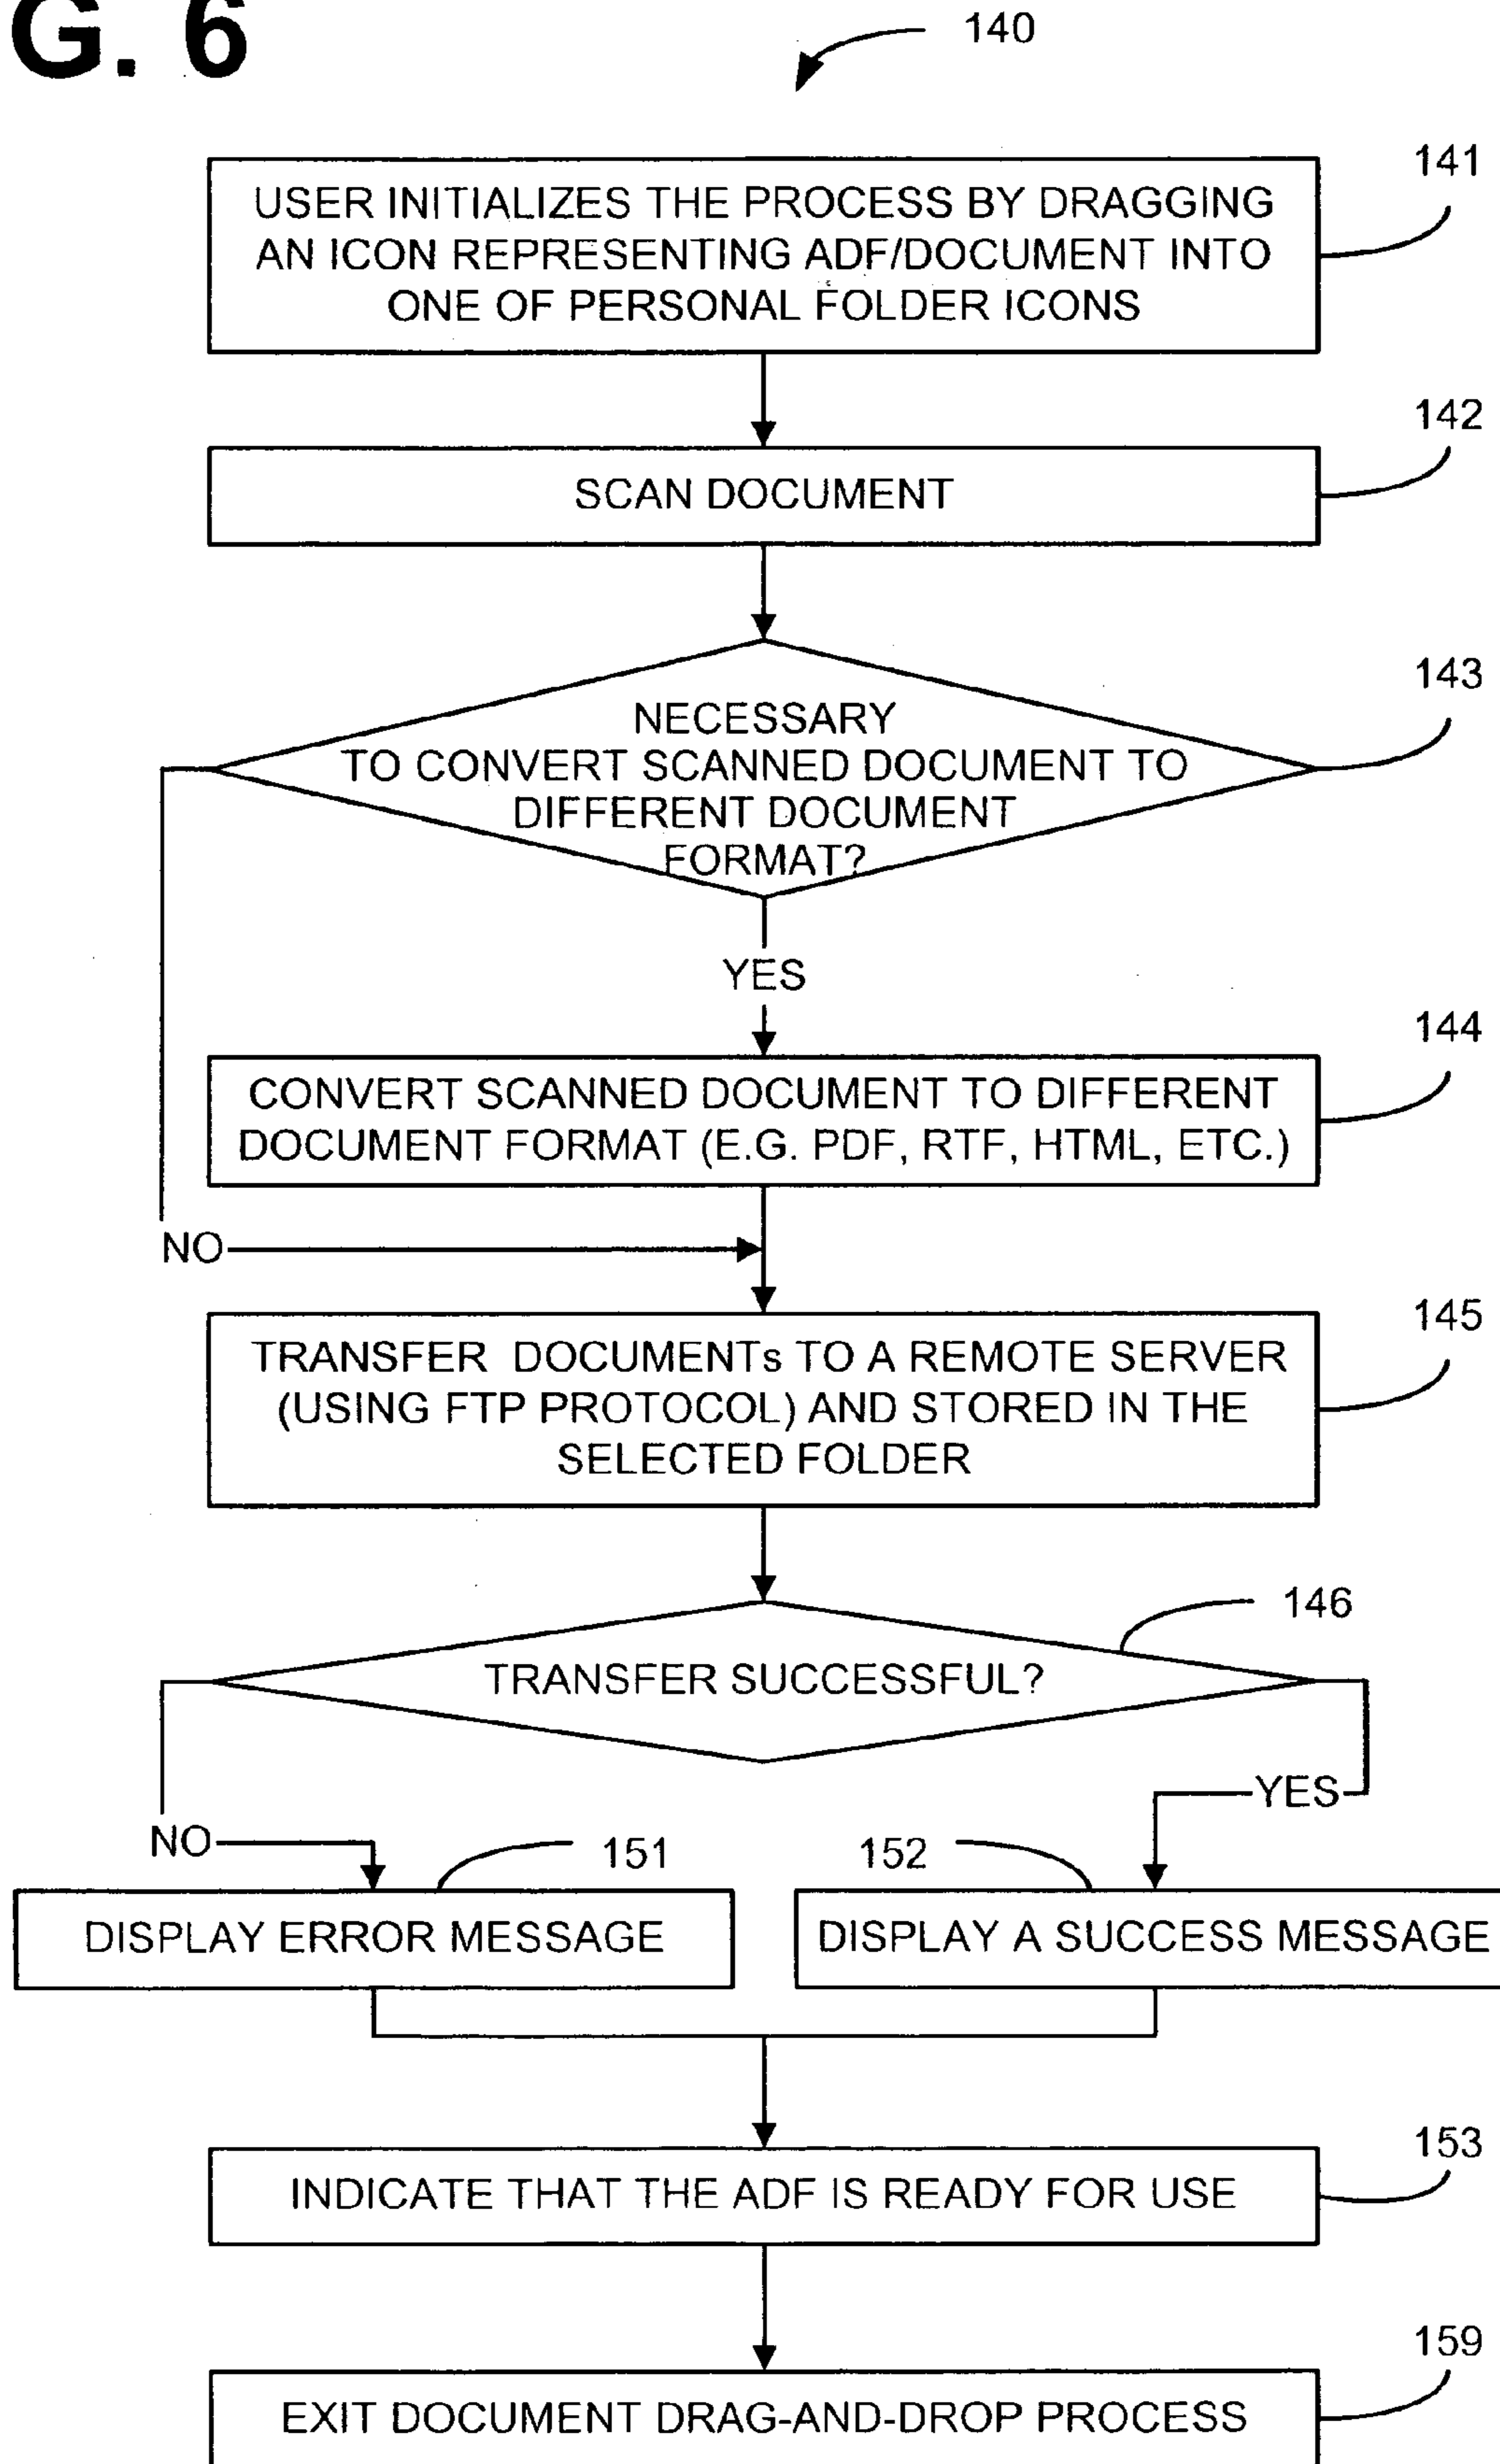 G. 6
140
141
USER INITIALIZES THE PROCESS BY DRAGGING
AN ICON REPRESENTING ADF/DOCUMENT INTO
ONE OF PERSONAL FOLDER ICONS
142
SCAN DOCUMENT
143
NECESSARY
TO CONVERT SCANNED DOCUMENT TO
DIFFERENT DOCUMENT
FORMAT?
YES
144
CONVERT SCANNED DOCUMENT TO DIFFERENT
DOCUMENT FORMAT (E.G. PDF, RTF, HTML, ETC.)
NO
145
TRANSFER DOCUMENTs TO A REMOTE SERVER
(USING FTP PROTOCOL) AND STORED IN THE
SELECTED FOLDER
146
TRANSFER SUCCESSFUL?
YES
NO
151
152
DISPLAY ERROR MESSAGE
DISPLAY A SUCCESS MESSAGE
153
INDICATE THAT THE ADF IS READY FOR USE
159
EXIT DOCUMENT DRAG-AND-DROP PROCESS